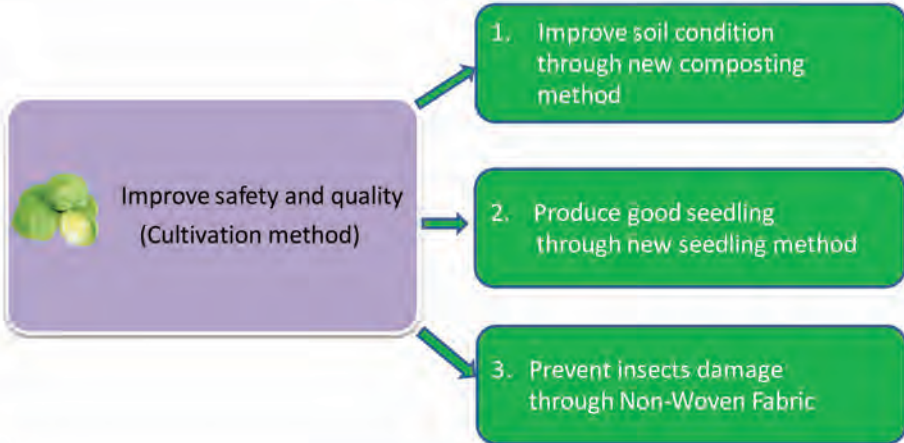 Improve safety and quality
(Cultivation method)
1. Improve soil condition
through new composting
method
2. Produce good seedling
through new seedling method
3. Prevent insects damage
through Non-Woven Fabric